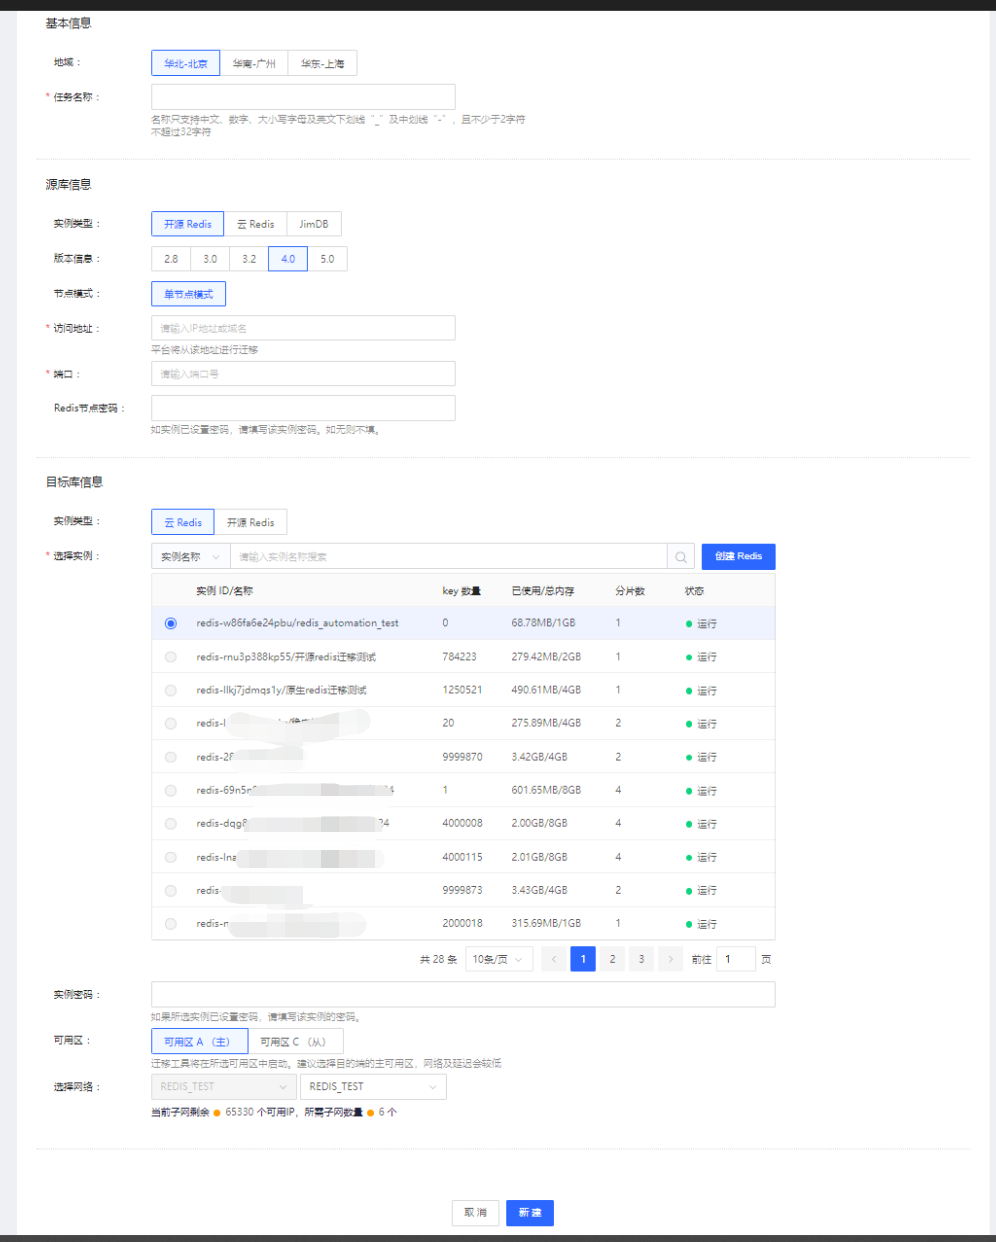 基本信息
地域： 华北-北京 华南-广州 华东-上海
* 任务名称：
名称只支持中文、数字、大小写字母及英文下划线 “_” 及中划线 “-” ，且不少于2字符
不超过32字符
源库信息
实例类型： 开源 Redis 云 Redis JimDB
版本信息： 2.8 3.0 3.2 4.0 5.0
节点模式： 单节点模式
* 访问地址： 请输入IP地址或域名
平台将从该地址进行迁移
* 端口： 请输入端口号
Redis节点密码：
如实例已设置密码，请填写该实例密码。如无则不填。
目标库信息
实例类型： 云 Redis 开源 Redis
* 选择实例： 实例名称 请输入实例名称搜索 创建 Redis
实例 ID/名称 key 数量 已使用/总内存 分片数 状态
redis-w86fa6e24pbu/redis_automation_test 0 68.78MB/1GB 1 运行
redis-rnu3p388kp55/开源redis迁移测试 784223 279.42MB/2GB 1 运行
redis-llkj7jdmqs1y/原生redis迁移测试 1250521 490.61MB/4GB 1 运行
redis- 20 275.89MB/4GB 2 运行
redis-28 9999870 3.42GB/4GB 2 运行
redis-69n5n 1 601.65MB/8GB 4 运行
redis-dqg8 24 4000008 2.00GB/8GB 4 运行
redis-lna 4000115 2.01GB/8GB 4 运行
redis- 9999873 3.43GB/4GB 2 运行
redis- 2000018 315.69MB/1GB 1 运行
共 28 条 10条/页 < 1 2 3 > 前往 1 页
实例密码：
如果所选实例已设置密码，请填写该实例的密码。
可用区： 可用区 A （主） 可用区 C （从）
迁移工具将在所选可用区中启动。建议选择目的端的主可用区，网络及延迟会较低
选择网络： REDIS_TEST REDIS_TEST
当前子网剩余 65330 个可用IP，所需子网数量 6 个
取消 新建